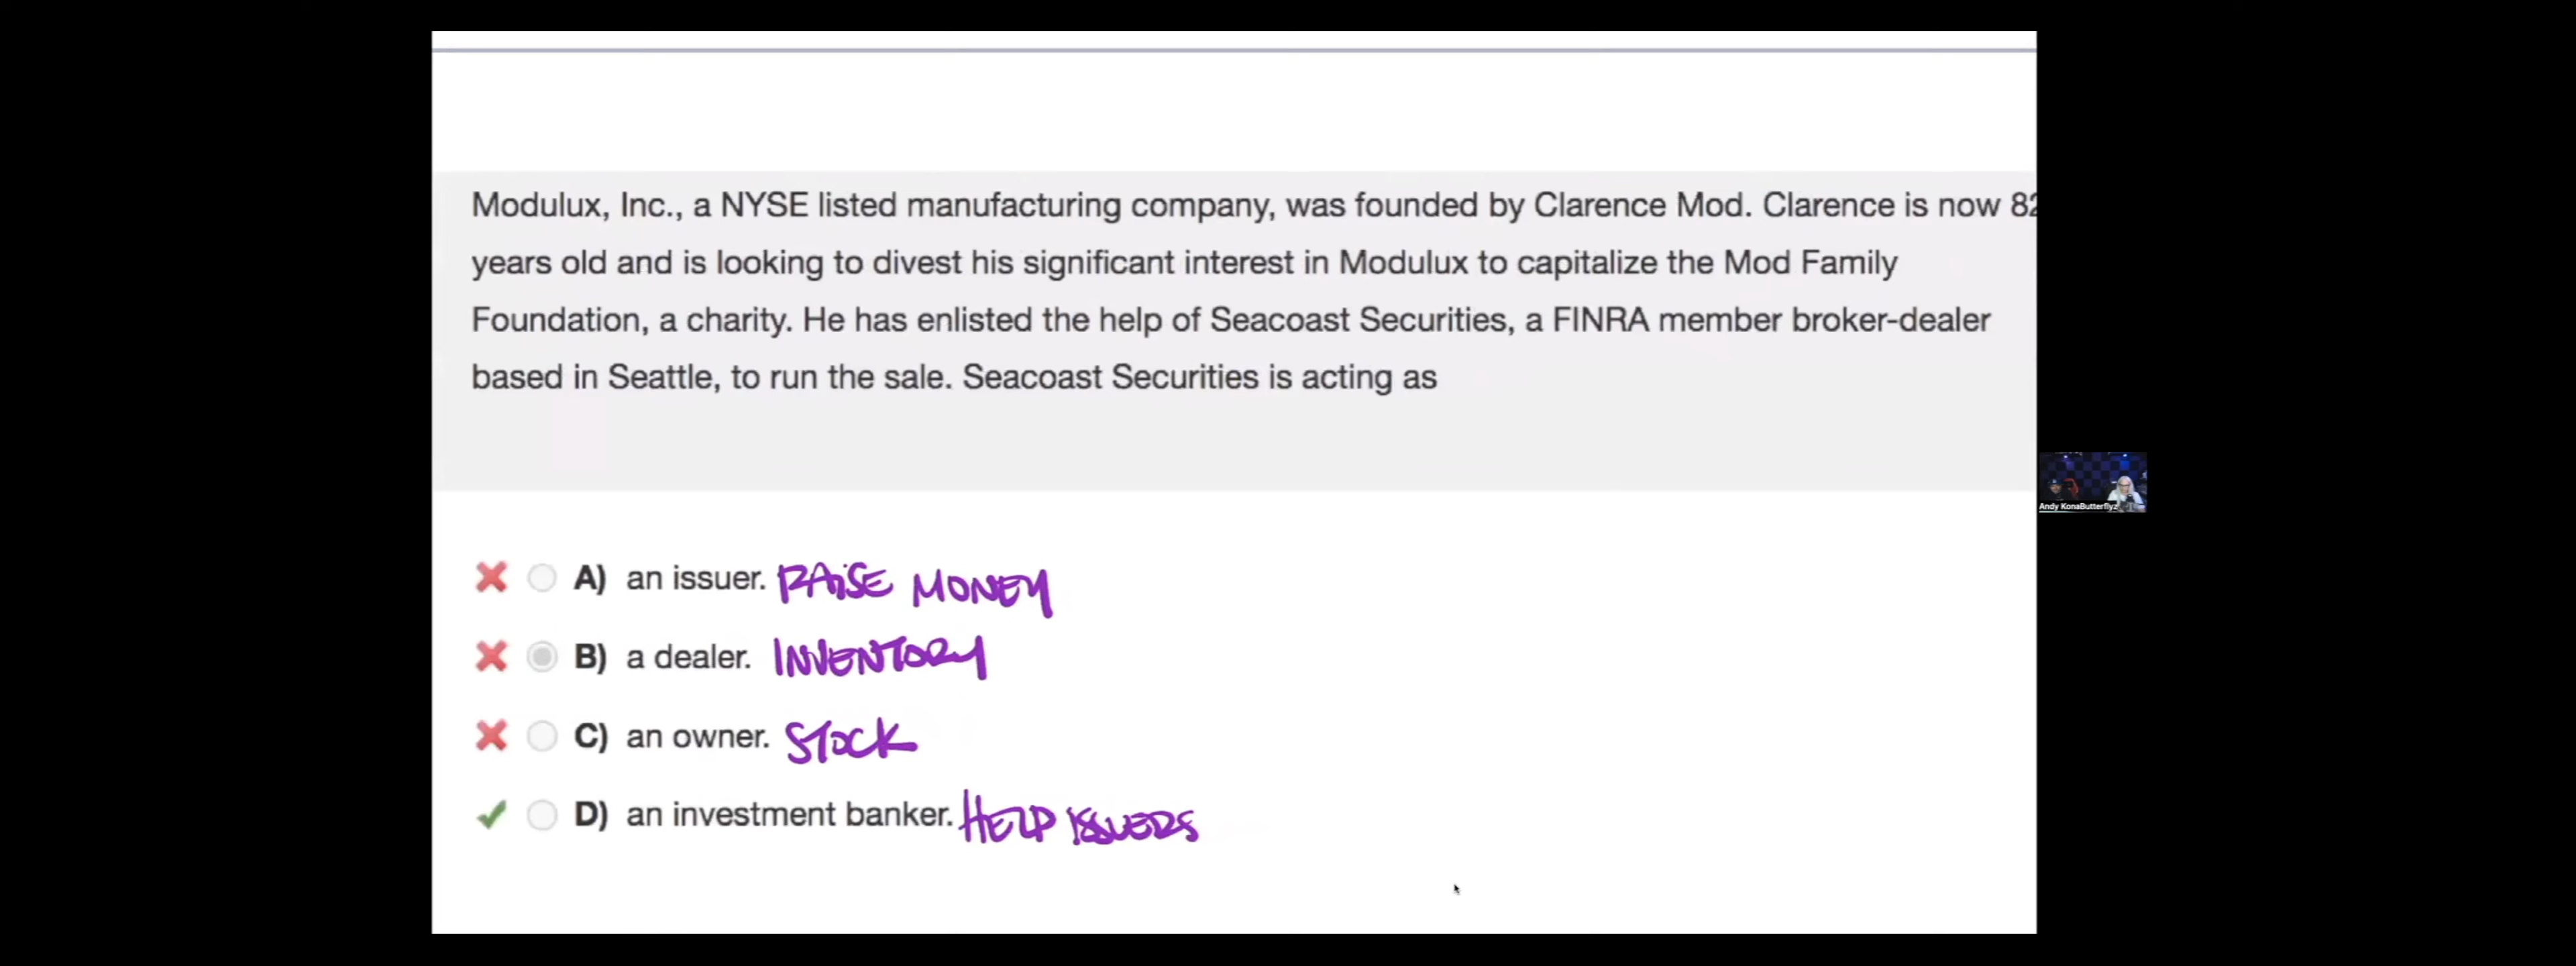 Modulux, Inc., a NYSE listed manufacturing company, was founded by Clarence Mod. Clarence is now 82
years old and is looking to divest his significant interest in Modulux to capitalize the Mod Family
Foundation, a charity. He has enlisted the help of Seacoast Securities, a FINRA member broker-dealer
based in Seattle, to run the sale. Seacoast Securities is acting as
A) an issuer. RAISE MONEY
B) a dealer. INVENTORY
C) an owner. STOCK
D) an investment banker. HELP ISSUERS
Andy KonaButterflyz